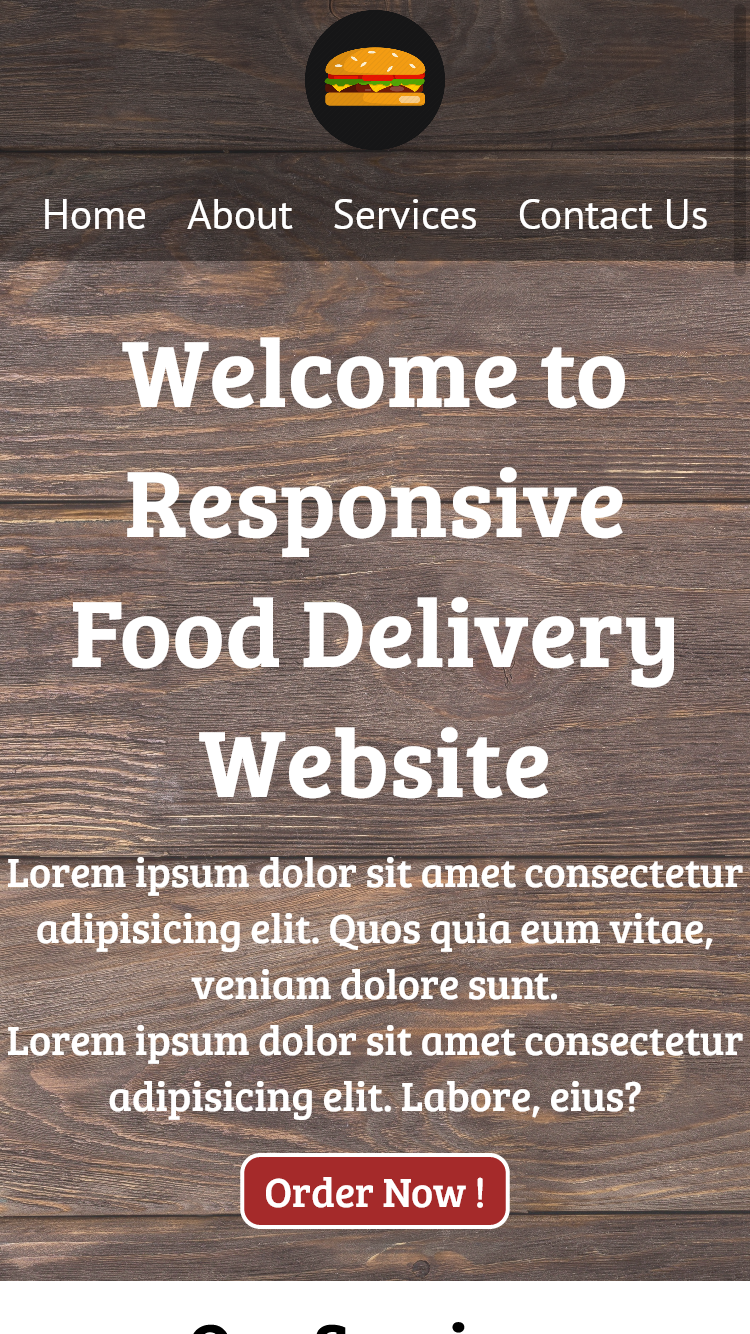 Home About Services Contact Us
Welcome to
Responsive
Food Delivery
Website
Lorem ipsum dolor sit amet consectetur
adipisicing elit. Quos quia eum vitae,
veniam dolore sunt.
Lorem ipsum dolor sit amet consectetur
adipisicing elit. Labore, eius?
Order Now !